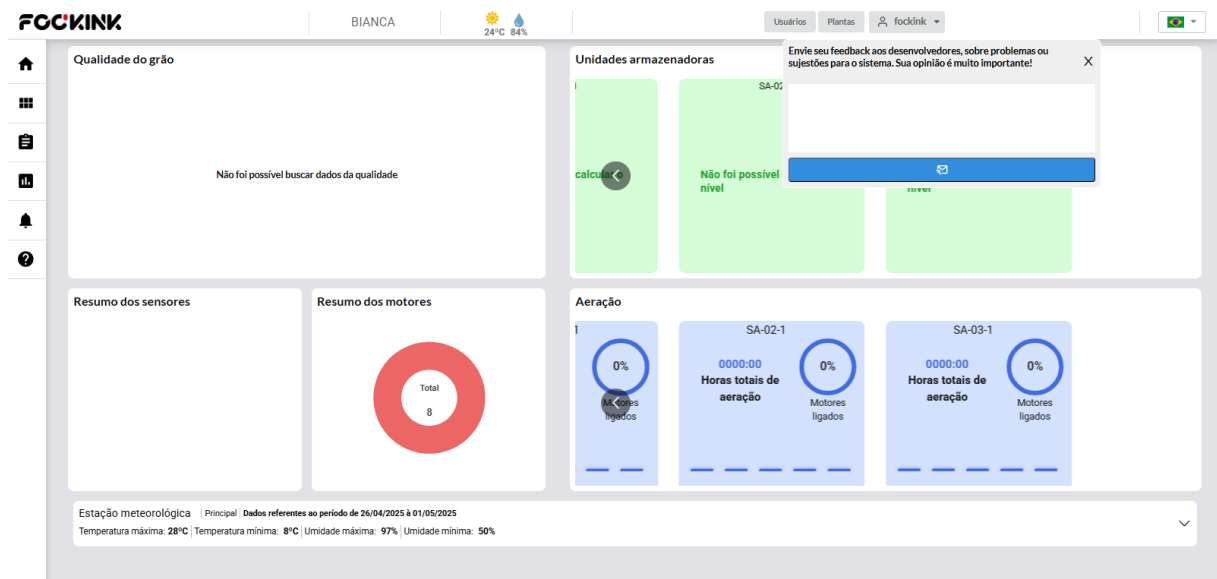 FOCKINK
BIANCA
24ºC 84%
Usuários
Plantas
fockink
Envie seu feedback aos desenvolvedores, sobre problemas ou
sujestões para o sistema. Sua opinião é muito importante!
X
Qualidade do grão
Não foi possível buscar dados da qualidade
Unidades armazenadoras
SA-02
Não foi possível
nível
nível
Resumo dos sensores
Resumo dos motores
Total
8
Aeração
1
0%
Motores
ligados
SA-02-1
0000:00
Horas totais de
aeração
0%
Motores
ligados
SA-03-1
0000:00
Horas totais de
aeração
0%
Motores
ligados
Estação meteorológica Principal Dados referentes ao período de 26/04/2025 à 01/05/2025
Temperatura máxima: 28ºC Temperatura mínima: 8ºC Umidade máxima: 97% Umidade mínima: 50%